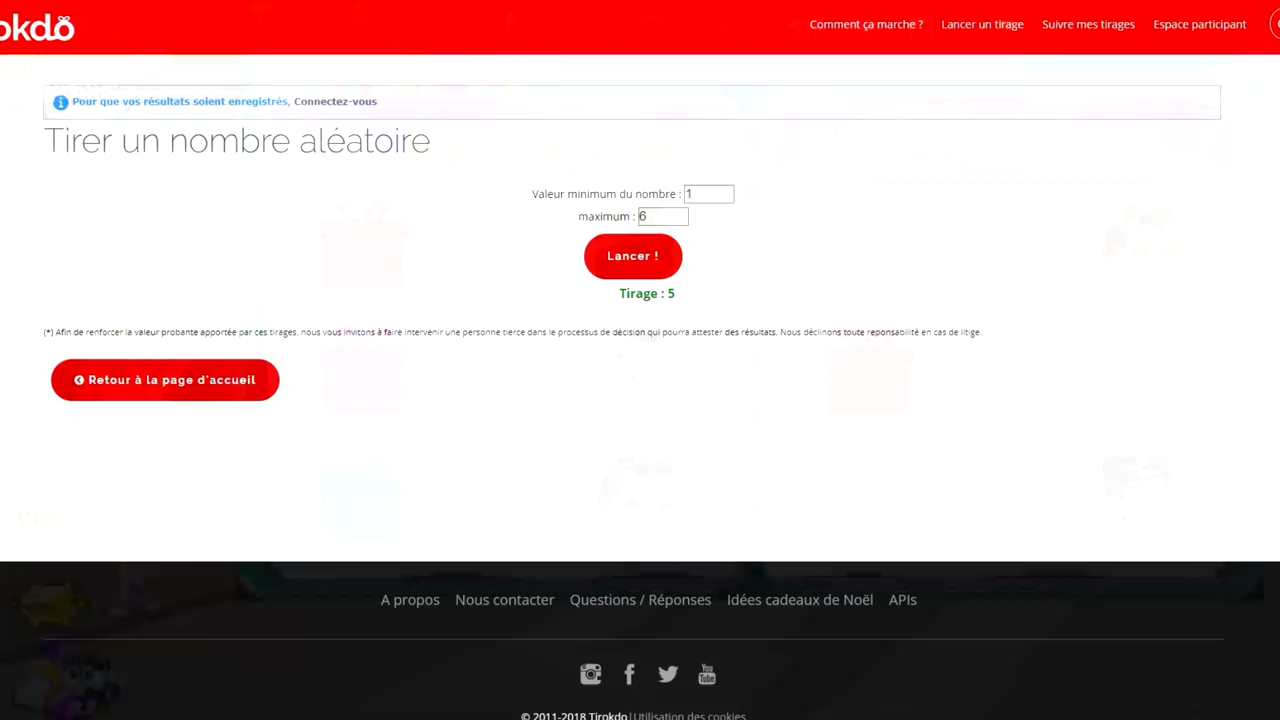 okdo
Comment ça marche ? Lancer un tirage Suivre mes tirages Espace participant
Pour que vos résultats soient enregistrés, Connectez-vous
Tirer un nombre aléatoire
Valeur minimum du nombre : 1
maximum : 6
Lancer !
Tirage : 5
(*) Afin de renforcer la valeur probante apportée par ces tirages, nous vous invitons à faire intervenir une personne tierce dans le processus de décision qui pourra attester des résultats. Nous déclinons toute reponsabilité en cas de litige.
Retour à la page d'accueil
A propos Nous contacter Questions / Réponses Idées cadeaux de Noël APIs
You Tube
© 2011-2018 Tirokdo | Utilisation des cookies